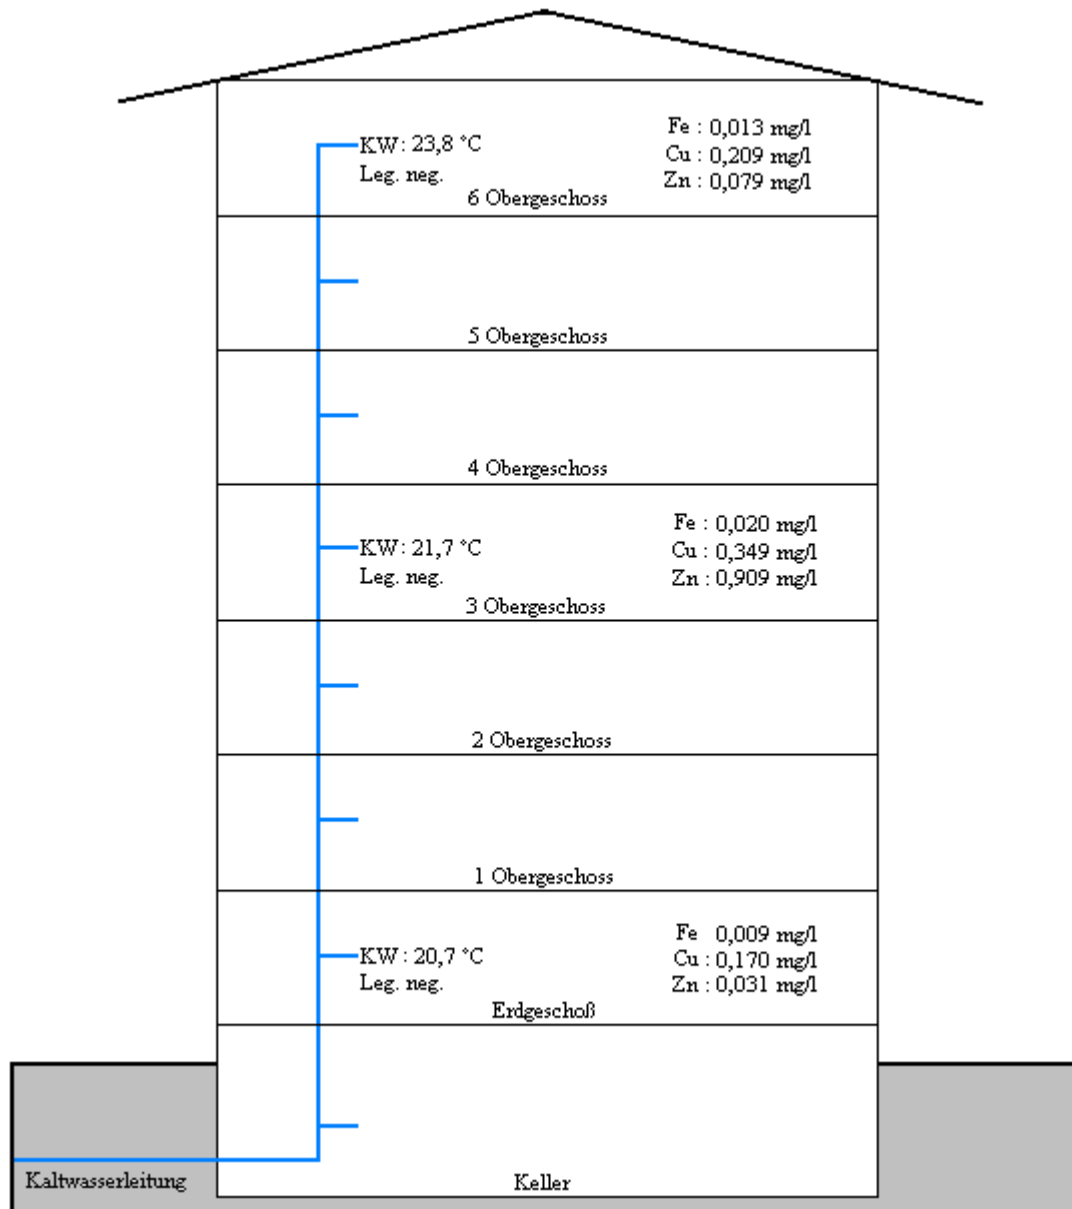 KW : 23,8 °C
Leg. neg.
Fe : 0,013 mg/l
Cu : 0,209 mg/l
Zn : 0,079 mg/l
6 Obergeschoss
5 Obergeschoss
4 Obergeschoss
KW : 21,7 °C
Leg. neg.
Fe : 0,020 mg/l
Cu : 0,349 mg/l
Zn : 0,909 mg/l
3 Obergeschoss
2 Obergeschoss
1 Obergeschoss
KW : 20,7 °C
Leg. neg.
Fe 0,009 mg/l
Cu : 0,170 mg/l
Zn : 0,031 mg/l
Erdgeschoß
Kaltwasserleitung
Keller